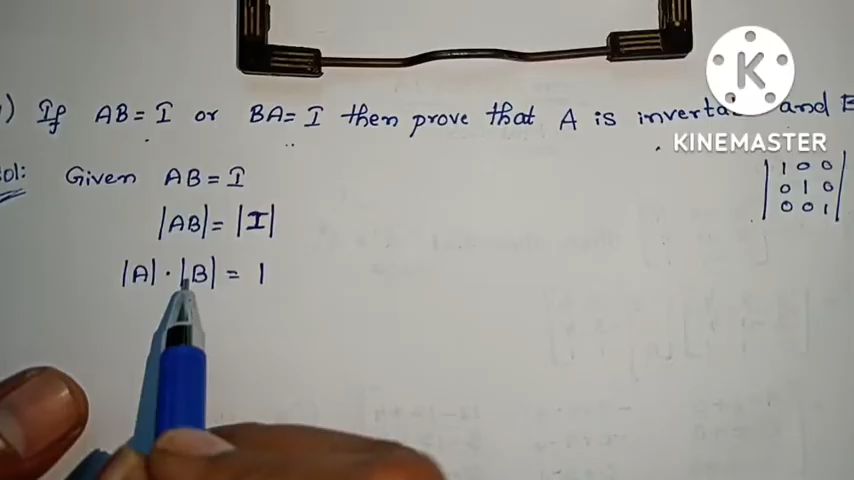 ) If AB = I or BA = I then prove that A is invertab and B
K
KINEMASTER
Sol: Given AB = I
|1 0 0
0 1 0
0 0 1|
|AB| = |I|
|A| · |B| = 1